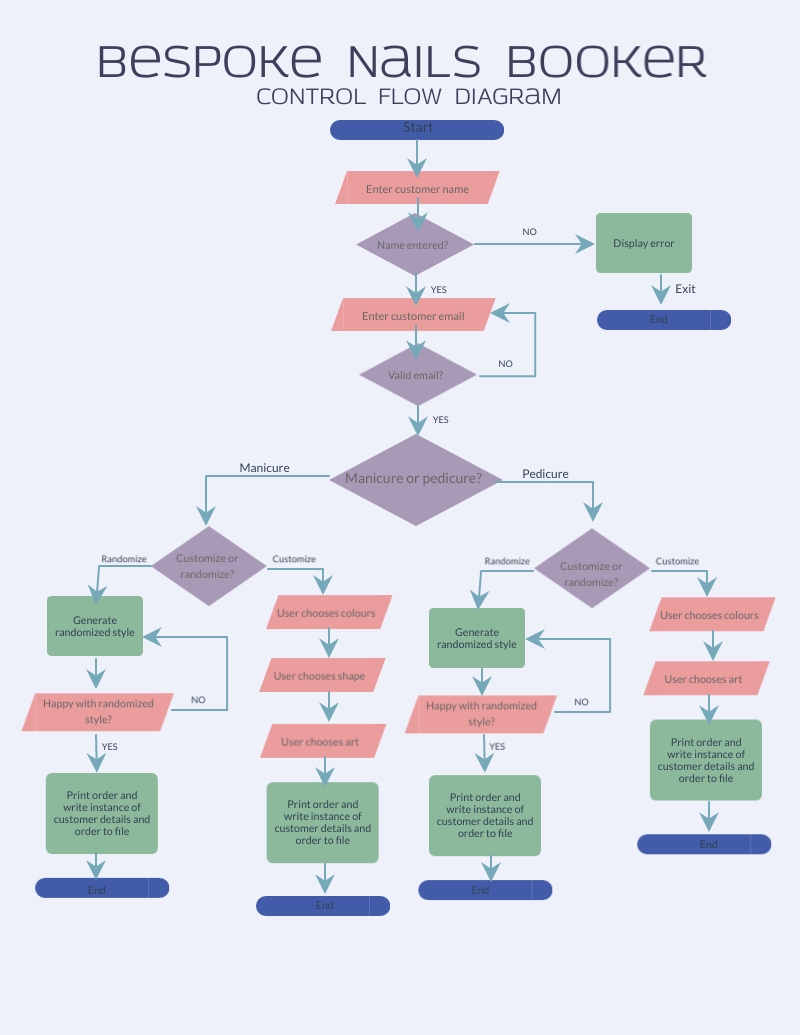 BESPOKE NAILS BOOKER
CONTROL FLOW DIAGRAM
Start
Enter customer name
Name entered?
NO
Display error
YES
Exit
End
Enter customer email
Valid email?
NO
YES
Manicure or pedicure?
Manicure
Pedicure
Customize or
randomize?
Randomize
Customize
Generate
randomized style
Happy with randomized
style?
NO
YES
Print order and
write instance of
customer details and
order to file
End
User chooses colours
User chooses shape
User chooses art
Print order and
write instance of
customer details and
order to file
End
Customize or
randomize?
Randomize
Customize
Generate
randomized style
Happy with randomized
style?
NO
YES
Print order and
write instance of
customer details and
order to file
End
User chooses colours
User chooses art
Print order and
write instance of
customer details and
order to file
End